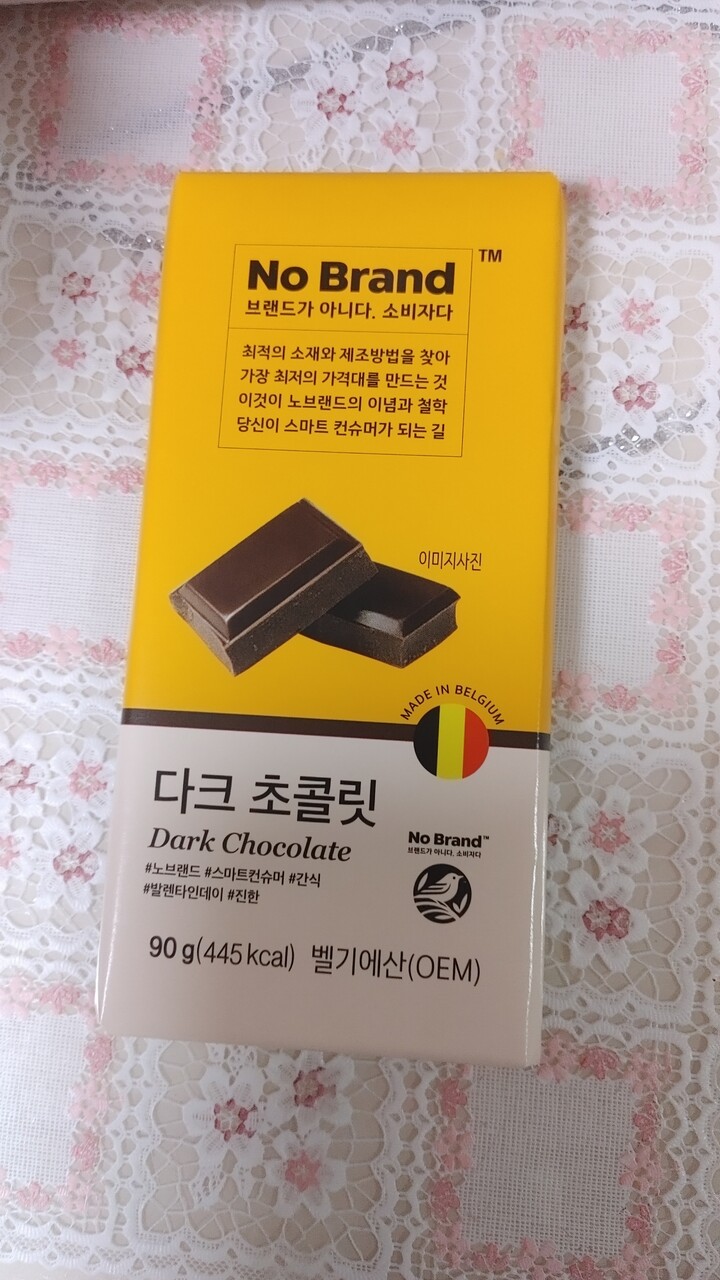 No Brand™
브랜드가 아니다. 소비자다
최적의 소재와 제조방법을 찾아
가장 최저의 가격대를 만드는 것
이것이 노브랜드의 이념과 철학
당신이 스마트 컨슈머가 되는 길
이미지사진
MADE IN BELGIUM
다크 초콜릿
Dark Chocolate
#노브랜드 #스마트컨슈머 #간식
#발렌타인데이 #진한
No Brand™
브랜드가 아니다. 소비자다
90 g(445 kcal) 벨기에산(OEM)